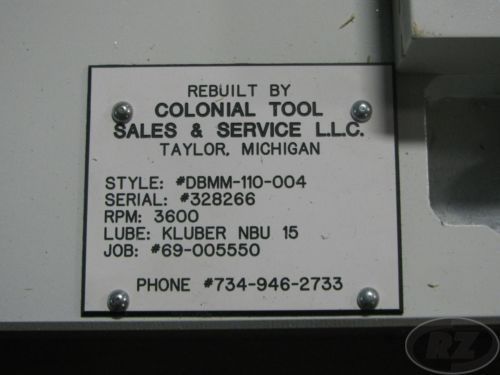 REBUILT BY
COLONIAL TOOL
SALES & SERVICE L.L.C.
TAYLOR, MICHIGAN
STYLE: #DBMM-110-004
SERIAL: #328266
RPM: 3600
LUBE: KLUBER NBU 15
JOB: #69-005550
PHONE #734-946-2733
RZ